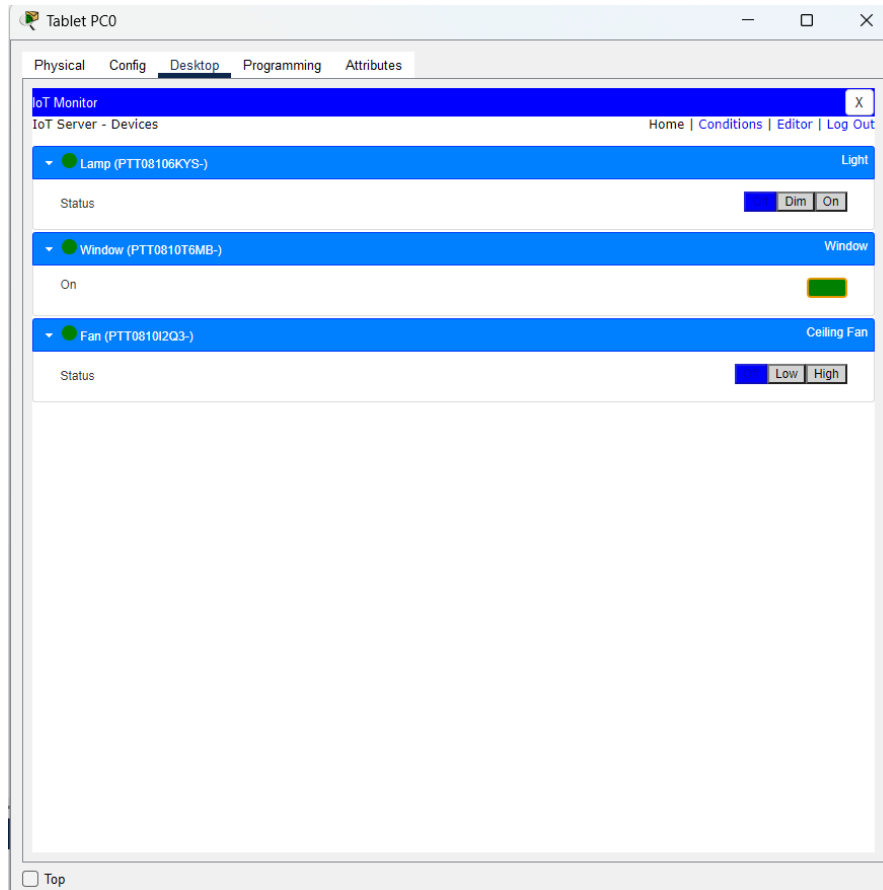 Tablet PC0
Physical Config Desktop Programming Attributes
IoT Monitor X
IoT Server - Devices Home | Conditions | Editor | Log Out
Lamp (PTT08106KYS-) Light
Status Dim On
Window (PTT0810T6MB-) Window
On
Fan (PTT0810I2Q3-) Ceiling Fan
Status Low High
Top